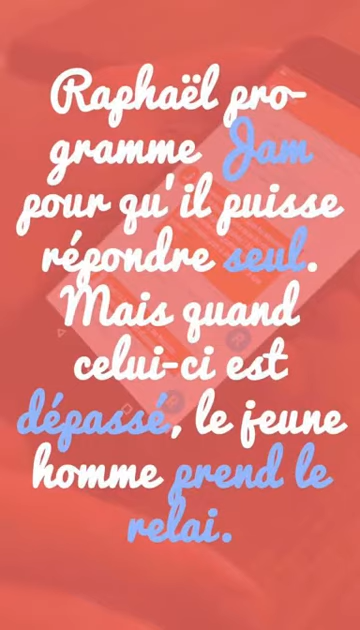 Raphaël pro-
gramme Jam
pour qu'il puisse
répondre seul.
Mais quand
celui-ci est
dépassé, le jeune
homme prend le
relai.